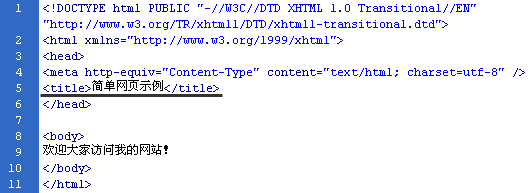 1 <!DOCTYPE html PUBLIC "-//W3C//DTD XHTML 1.0 Transitional//EN"
"http://www.w3.org/TR/xhtml1/DTD/xhtml1-transitional.dtd">
2 <html xmlns="http://www.w3.org/1999/xhtml">
3 <head>
4 <meta http-equiv="Content-Type" content="text/html; charset=utf-8" />
5 <title>简单网页示例</title>
6 </head>
7
8 <body>
9 欢迎大家访问我的网站！
10 </body>
11 </html>